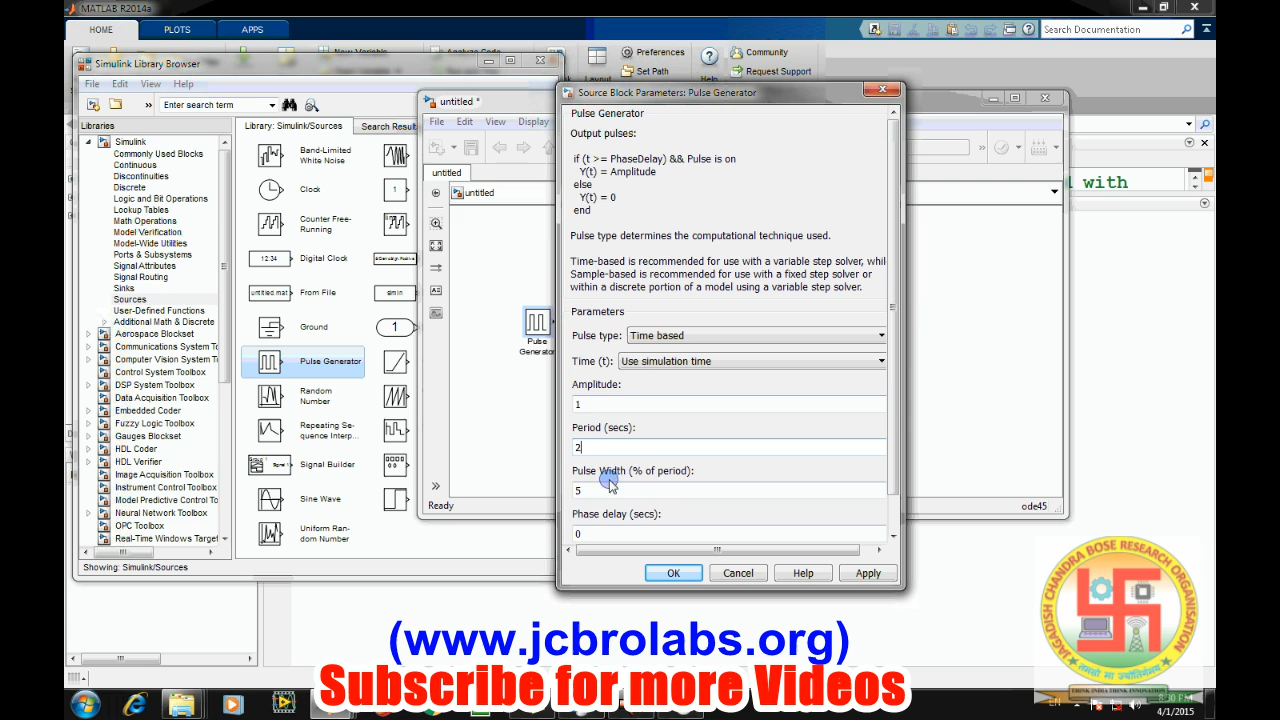 MATLAB R2014a
HOME
PLOTS
APPS
Search Documentation
New Variable
Analyze Code
Preferences
Community
Set Path
Request Support
Layout
Help
Simulink Library Browser
File Edit View Help
Enter search term
Libraries
Library: Simulink/Sources
Search Result
Simulink
Commonly Used Blocks
Continuous
Discontinuities
Discrete
Logic and Bit Operations
Lookup Tables
Math Operations
Model Verification
Model-Wide Utilities
Ports & Subsystems
Signal Attributes
Signal Routing
Sinks
Sources
User-Defined Functions
Additional Math & Discrete
Aerospace Blockset
Communications System T
Computer Vision System T
Control System Toolbox
DSP System Toolbox
Data Acquisition Toolbox
Embedded Coder
Fuzzy Logic Toolbox
Gauges Blockset
HDL Coder
HDL Verifier
Image Acquisition Toolbox
Instrument Control Toolbox
Model Predictive Control To
Neural Network Toolbox
OPC Toolbox
Real-Time Windows Target
Showing: Simulink/Sources
Band-Limited
White Noise
Clock
1
Counter Free-
Running
12:34
Digital Clock
untitled.mat
From File
simin
Ground
1
Pulse Generator
Random
Number
Repeating Se-
quence Interp...
Signal Builder
Sine Wave
Uniform Ran-
dom Number
untitled *
File Edit View Display
untitled
untitled
Pulse
Generator
Ready
ode45
with
Source Block Parameters: Pulse Generator
Pulse Generator
Output pulses:
if (t >= PhaseDelay) && Pulse is on
Y(t) = Amplitude
else
Y(t) = 0
end
Pulse type determines the computational technique used.
Time-based is recommended for use with a variable step solver, whil
Sample-based is recommended for use with a fixed step solver or
within a discrete portion of a model using a variable step solver.
Parameters
Pulse type: Time based
Time (t): Use simulation time
Amplitude:
1
Period (secs):
2
Pulse Width (% of period):
5
Phase delay (secs):
0
OK
Cancel
Help
Apply
(www.jcbrolabs.org)
Subscribe for more Videos
JAGADISH CHANDRA BOSE RESEARCH ORGANISATION
THINK INDIA THINK INNOVATION
EN
8:30 PM
4/1/2015